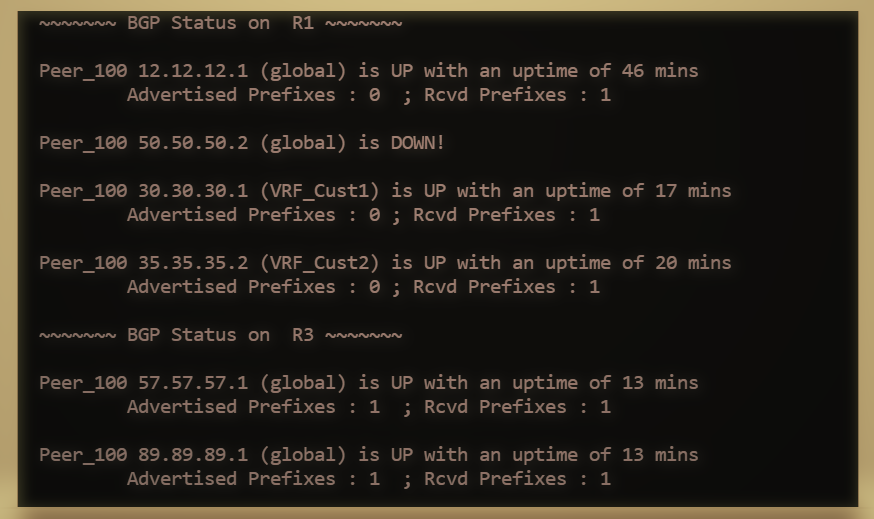 ~~~~~~~ BGP Status on  R1 ~~~~~~~
Peer_100 12.12.12.1 (global) is UP with an uptime of 46 mins
Advertised Prefixes : 0  ; Rcvd Prefixes : 1
Peer_100 50.50.50.2 (global) is DOWN!
Peer_100 30.30.30.1 (VRF_Cust1) is UP with an uptime of 17 mins
Advertised Prefixes : 0 ; Rcvd Prefixes : 1
Peer_100 35.35.35.2 (VRF_Cust2) is UP with an uptime of 20 mins
Advertised Prefixes : 0 ; Rcvd Prefixes : 1
~~~~~~~ BGP Status on  R3 ~~~~~~~
Peer_100 57.57.57.1 (global) is UP with an uptime of 13 mins
Advertised Prefixes : 1  ; Rcvd Prefixes : 1
Peer_100 89.89.89.1 (global) is UP with an uptime of 13 mins
Advertised Prefixes : 1  ; Rcvd Prefixes : 1